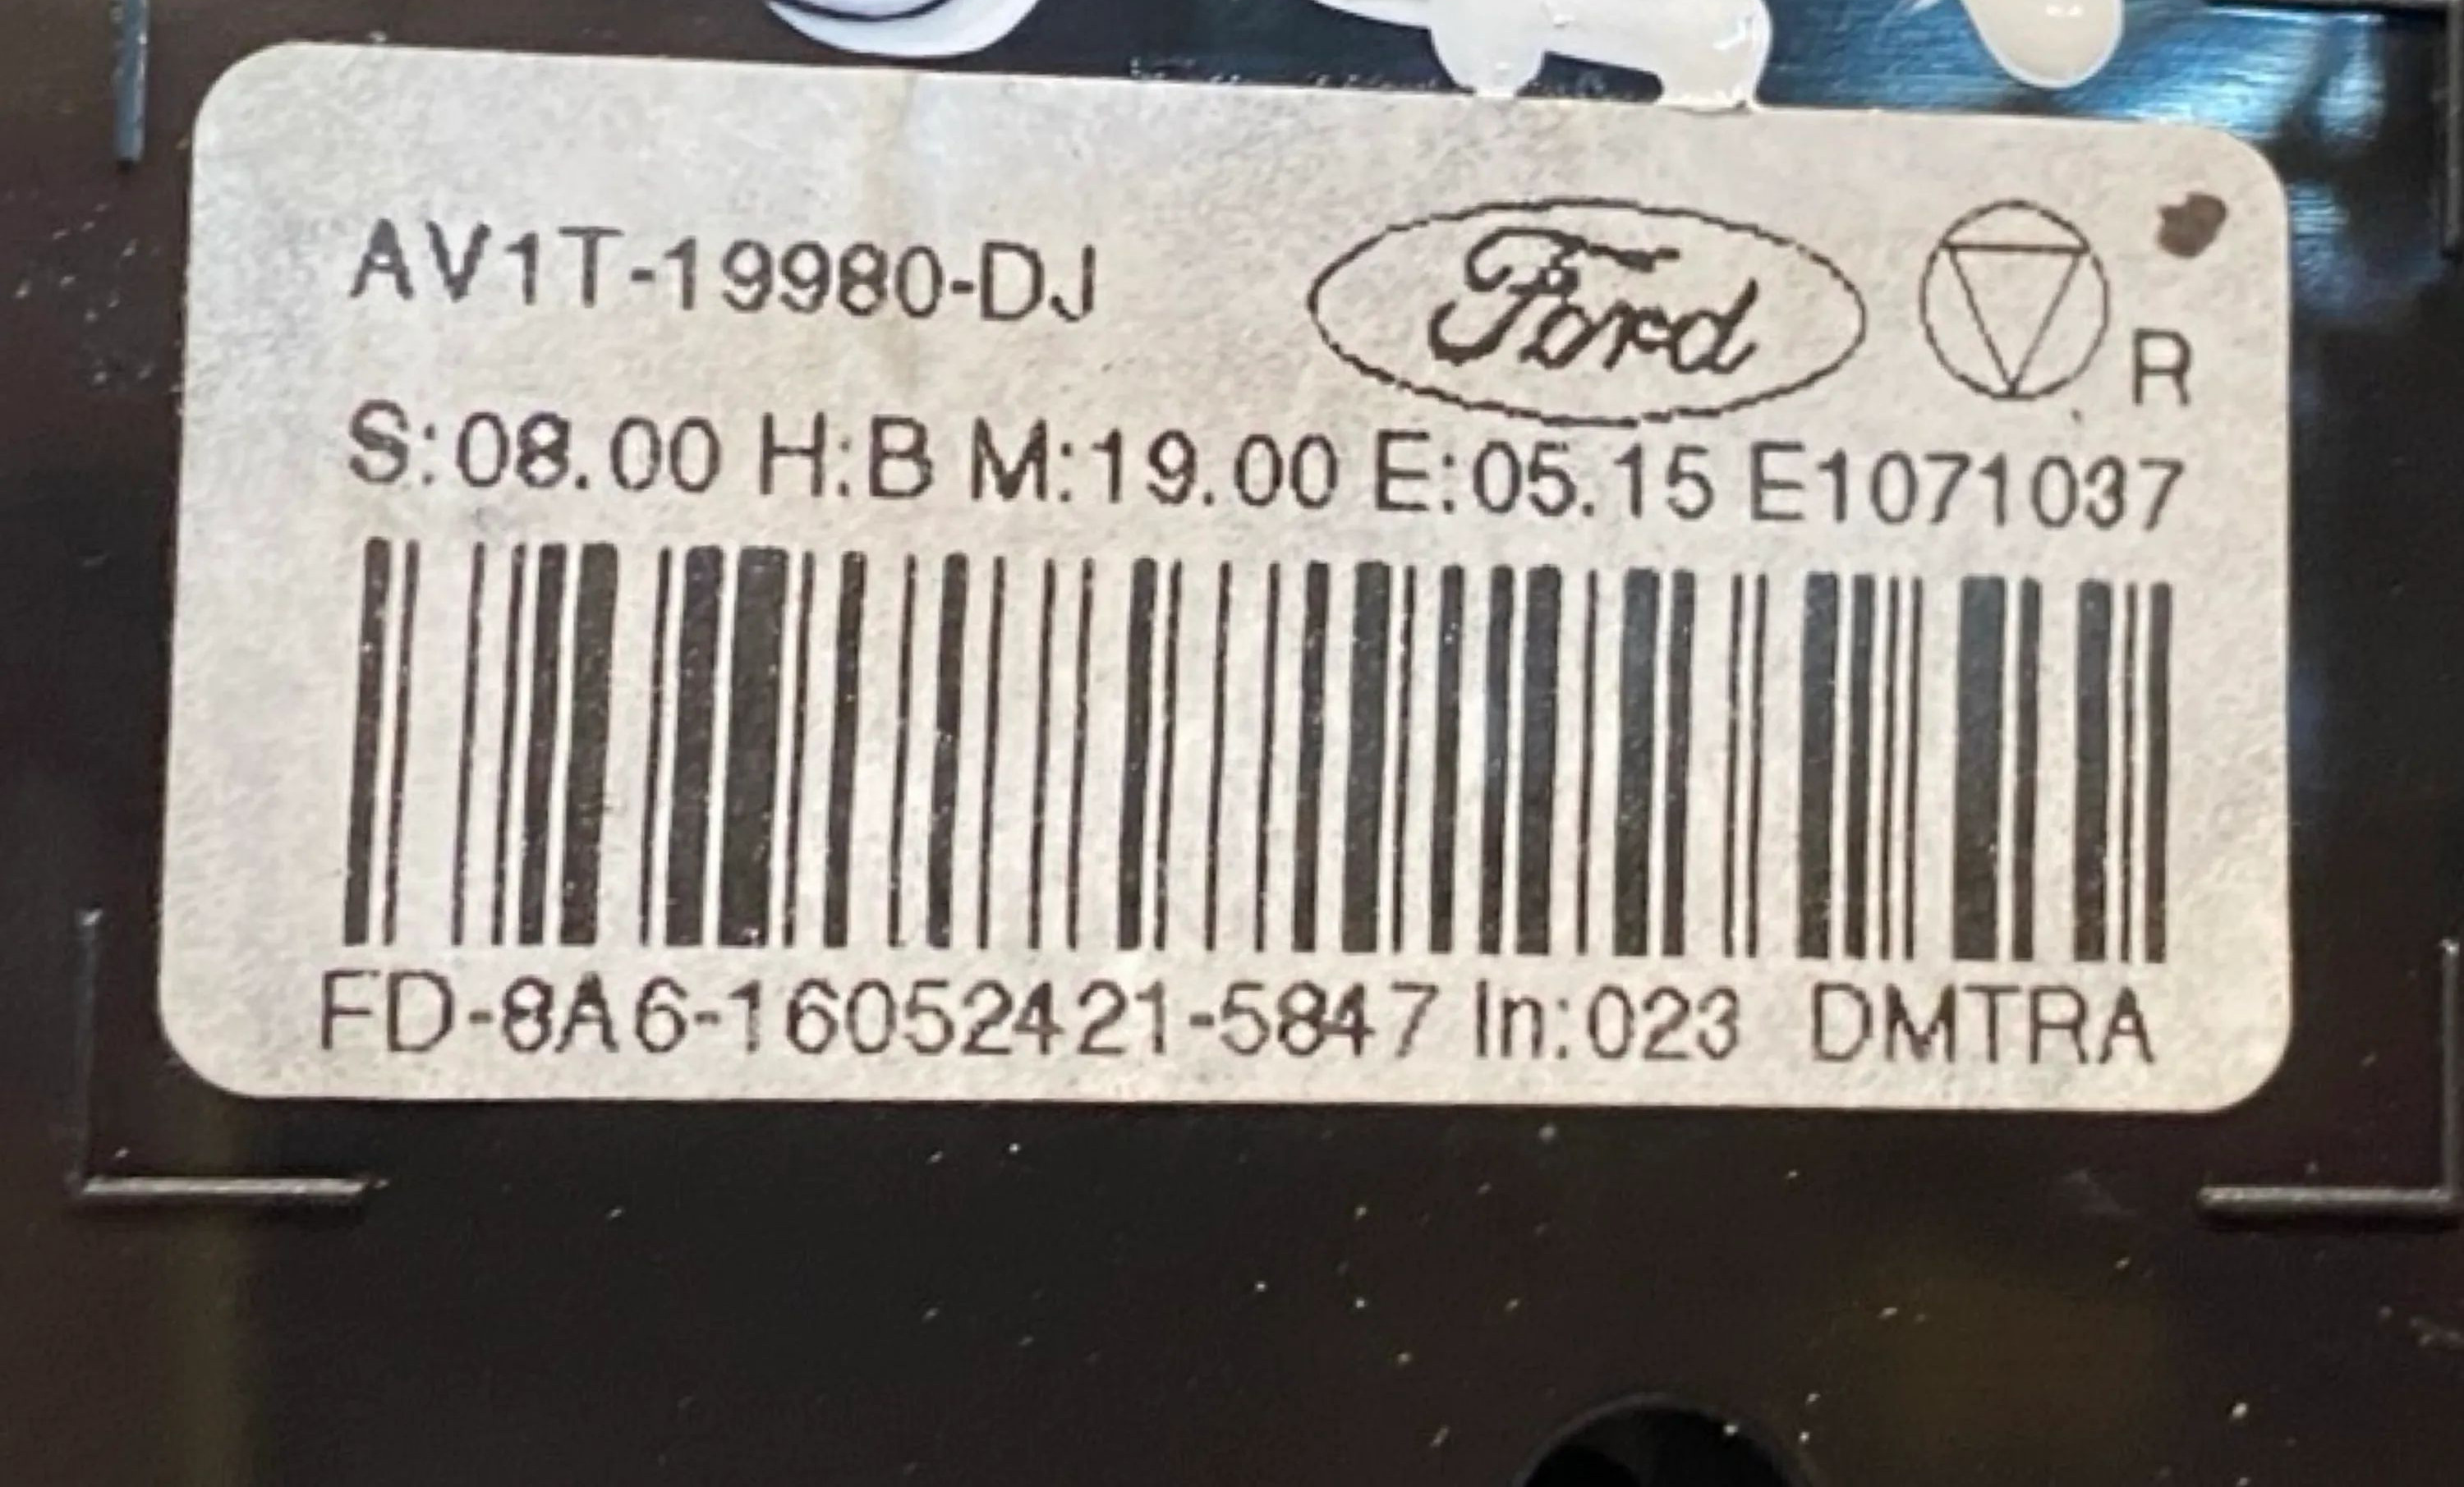 AV1T-19980-DJ Ford R
S:08.00 H:B M:19.00 E:05.15 E1071037
FD-8A6-16052421-5847 In:023 DMTRA